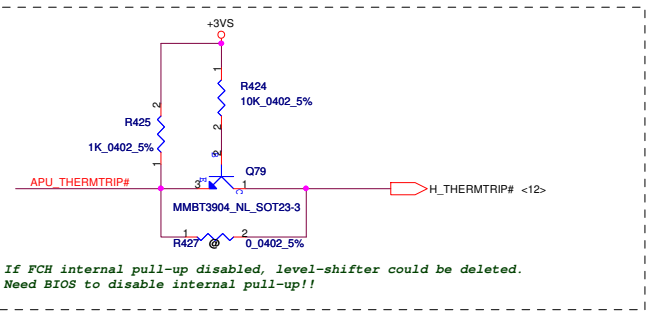 +3VS
1
R424
10K_0402_5%
2
R425
2
1K_0402_5%
2
1
Q79
APU_THERMTRIP#
3
1
H_THERMTRIP# <12>
MMBT3904_NL_SOT23-3
1
2
R427
@
0_0402_5%
If FCH internal pull-up disabled, level-shifter could be deleted.
Need BIOS to disable internal pull-up!!